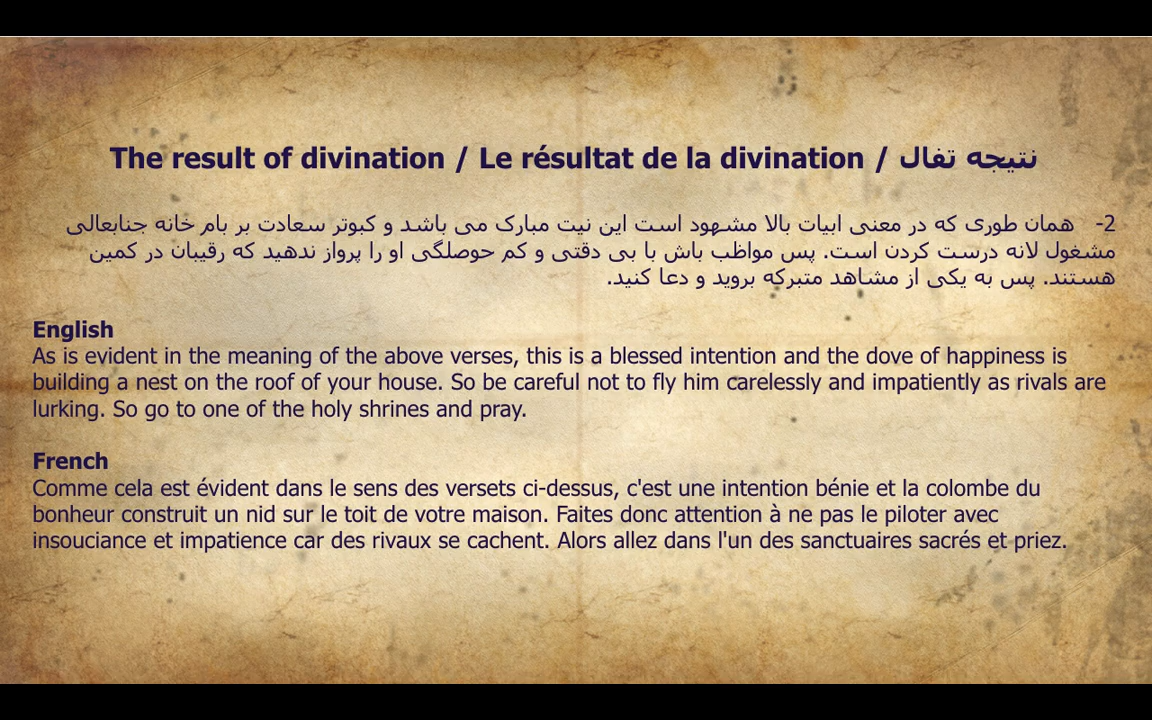 The result of divination / Le résultat de la divination / نتیجه تفال
2- همان طوری که در معنی ابیات بالا مشهود است این نیت مبارک می باشد و کبوتر سعادت بر بام خانه جنابعالی
مشغول لانه درست کردن است. پس مواظب باش با بی دقتی و کم حوصلگی او را پرواز ندهید که رقیبان در کمین
هستند. پس به یکی از مشاهد متبرکه بروید و دعا کنید.
English
As is evident in the meaning of the above verses, this is a blessed intention and the dove of happiness is
building a nest on the roof of your house. So be careful not to fly him carelessly and impatiently as rivals are
lurking. So go to one of the holy shrines and pray.
French
Comme cela est évident dans le sens des versets ci-dessus, c'est une intention bénie et la colombe du
bonheur construit un nid sur le toit de votre maison. Faites donc attention à ne pas le piloter avec
insouciance et impatience car des rivaux se cachent. Alors allez dans l'un des sanctuaires sacrés et priez.